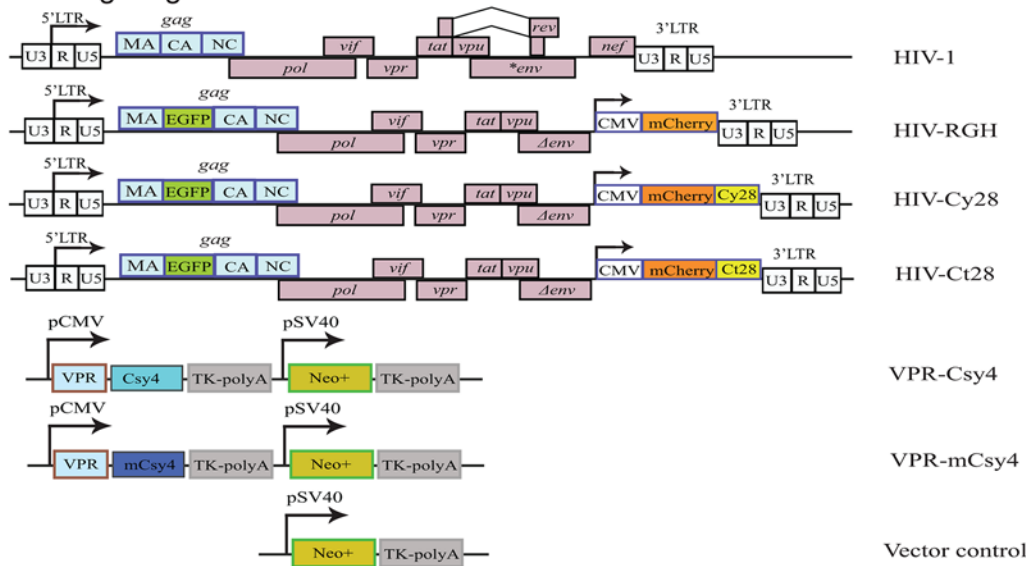 5'LTR gag rev 3'LTR
U3 R U5 MA CA NC vif tat vpu nef U3 R U5 HIV-1
pol vpr *env
5'LTR gag 3'LTR
U3 R U5 MA EGFP CA NC vif tat vpu CMV mCherry U3 R U5 HIV-RGH
pol vpr Δenv
5'LTR gag 3'LTR
U3 R U5 MA EGFP CA NC vif tat vpu CMV mCherry Cy28 U3 R U5 HIV-Cy28
pol vpr Δenv
5'LTR gag 3'LTR
U3 R U5 MA EGFP CA NC vif tat vpu CMV mCherry Ct28 U3 R U5 HIV-Ct28
pol vpr Δenv
pCMV pSV40
VPR Csy4 TK-polyA Neo+ TK-polyA VPR-Csy4
pCMV pSV40
VPR mCsy4 TK-polyA Neo+ TK-polyA VPR-mCsy4
pSV40
Neo+ TK-polyA Vector control